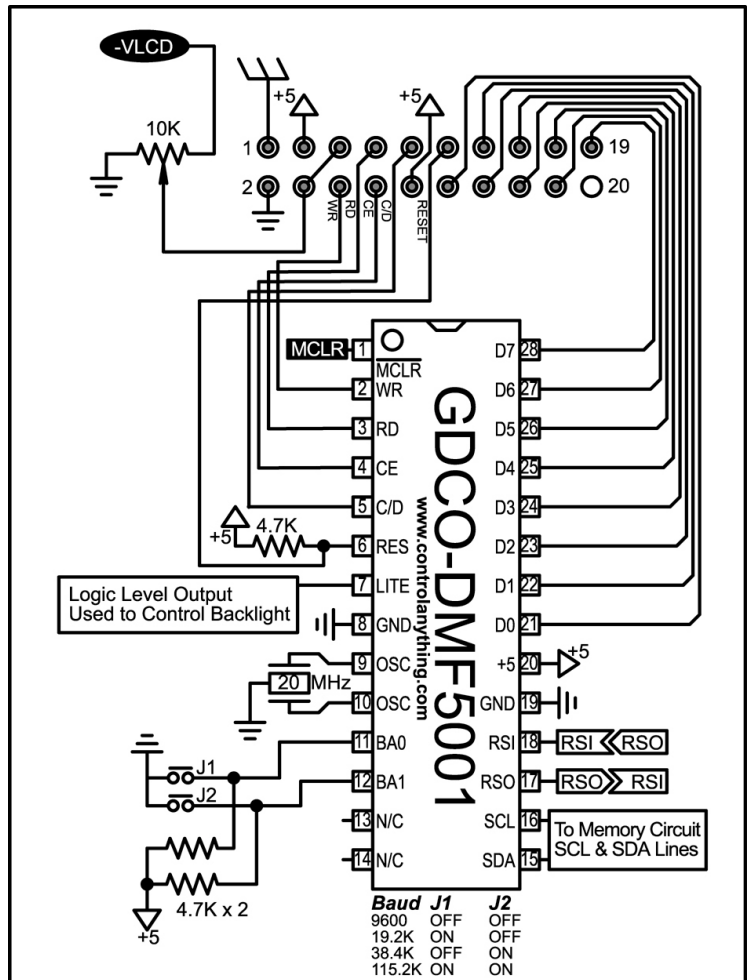 -VLCD
+5
+5
10K
1
19
2
20
WR
RD
CE
C/D
RESET
MCLR
1
MCLR
2
WR
3
RD
4
CE
5
C/D
6
RES
7
LITE
8
GND
9
OSC
10
OSC
11
BA0
12
BA1
13
N/C
14
N/C
GDCO-DMF5001
www.controlanything.com
D7
28
D6
27
D5
26
D4
25
D3
24
D2
23
D1
22
D0
21
+5
20
+5
GND
19
RSI
18
RSI
RSO
RSO
17
RSO
RSI
SCL
16
SDA
15
To Memory Circuit
SCL & SDA Lines
+5
4.7K
Logic Level Output
Used to Control Backlight
20
MHz
J1
J2
4.7K x 2
+5
Baud J1 J2
9600 OFF OFF
19.2K ON OFF
38.4K OFF ON
115.2K ON ON